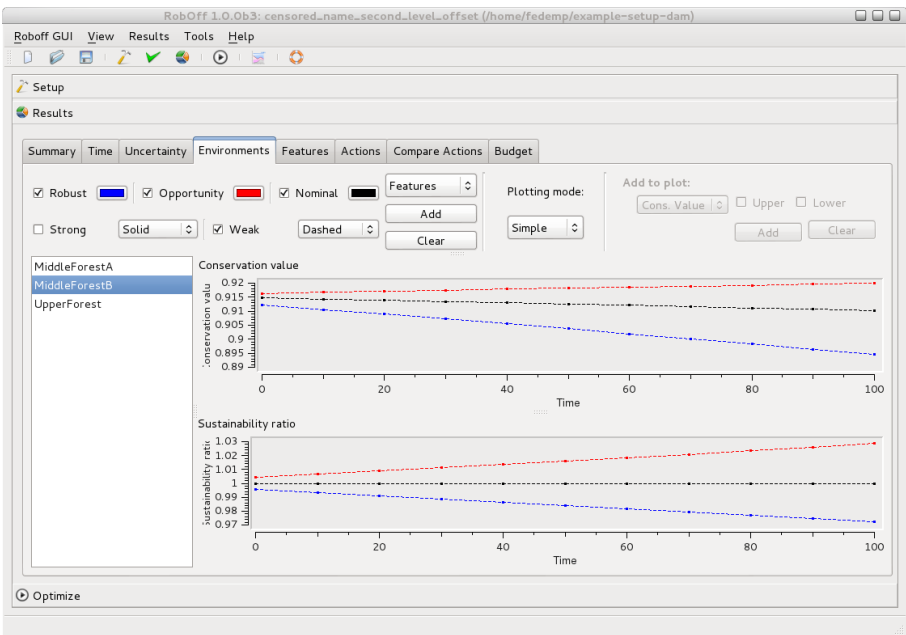 RobOff 1.0.0b3: censored_name_second_level_offset (/home/fedemp/example-setup-dam)
Roboff GUI View Results Tools Help
Setup
Results
Summary Time Uncertainty Environments Features Actions Compare Actions Budget
Robust Opportunity Nominal Features Plotting mode: Add to plot:
Cons. Value Upper Lower
Add
Strong Solid Weak Dashed Simple Add Clear
Clear
MiddleForestA
MiddleForestB
UpperForest
Conservation value
Conservation valu
0.92
0.915
0.91
0.905
0.9
0.895
0.89
0 20 40 60 80 100
Time
Sustainability ratio
Sustainability ratio
1.03
1.02
1.01
1
0.99
0.98
0.97
0 20 40 60 80 100
Time
Optimize